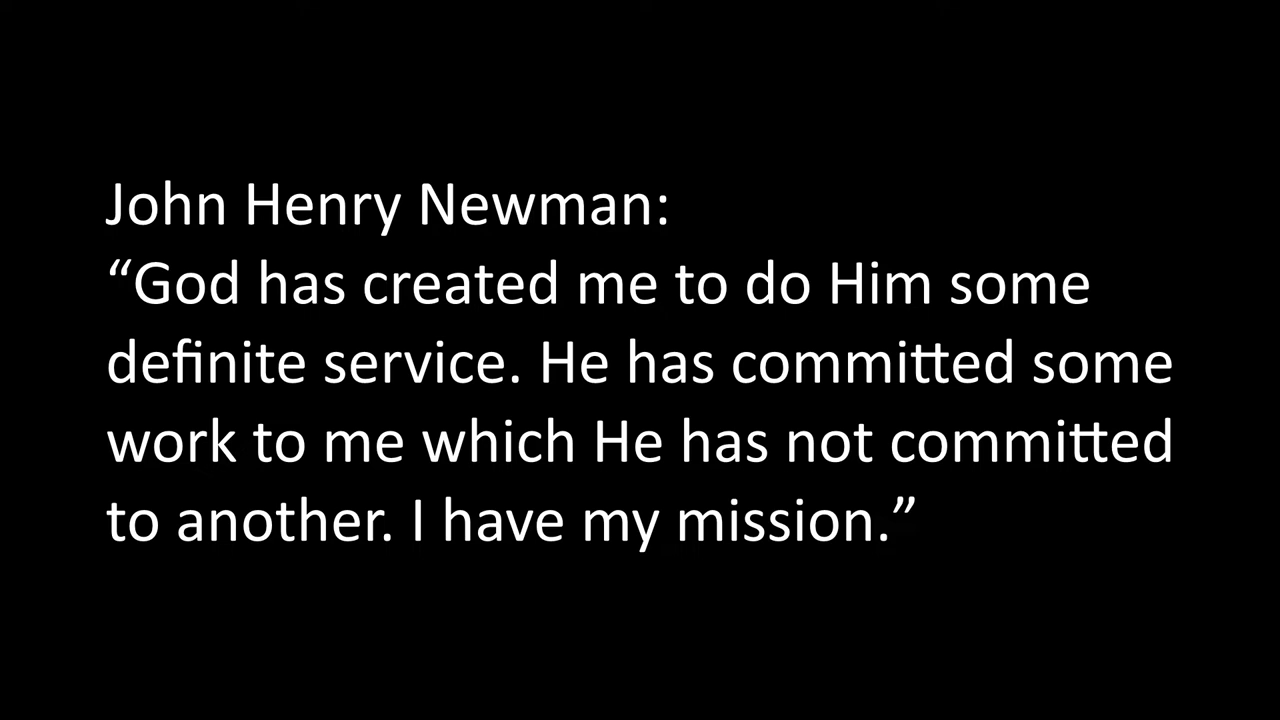 John Henry Newman:
“God has created me to do Him some
definite service. He has committed some
work to me which He has not committed
to another. I have my mission.”